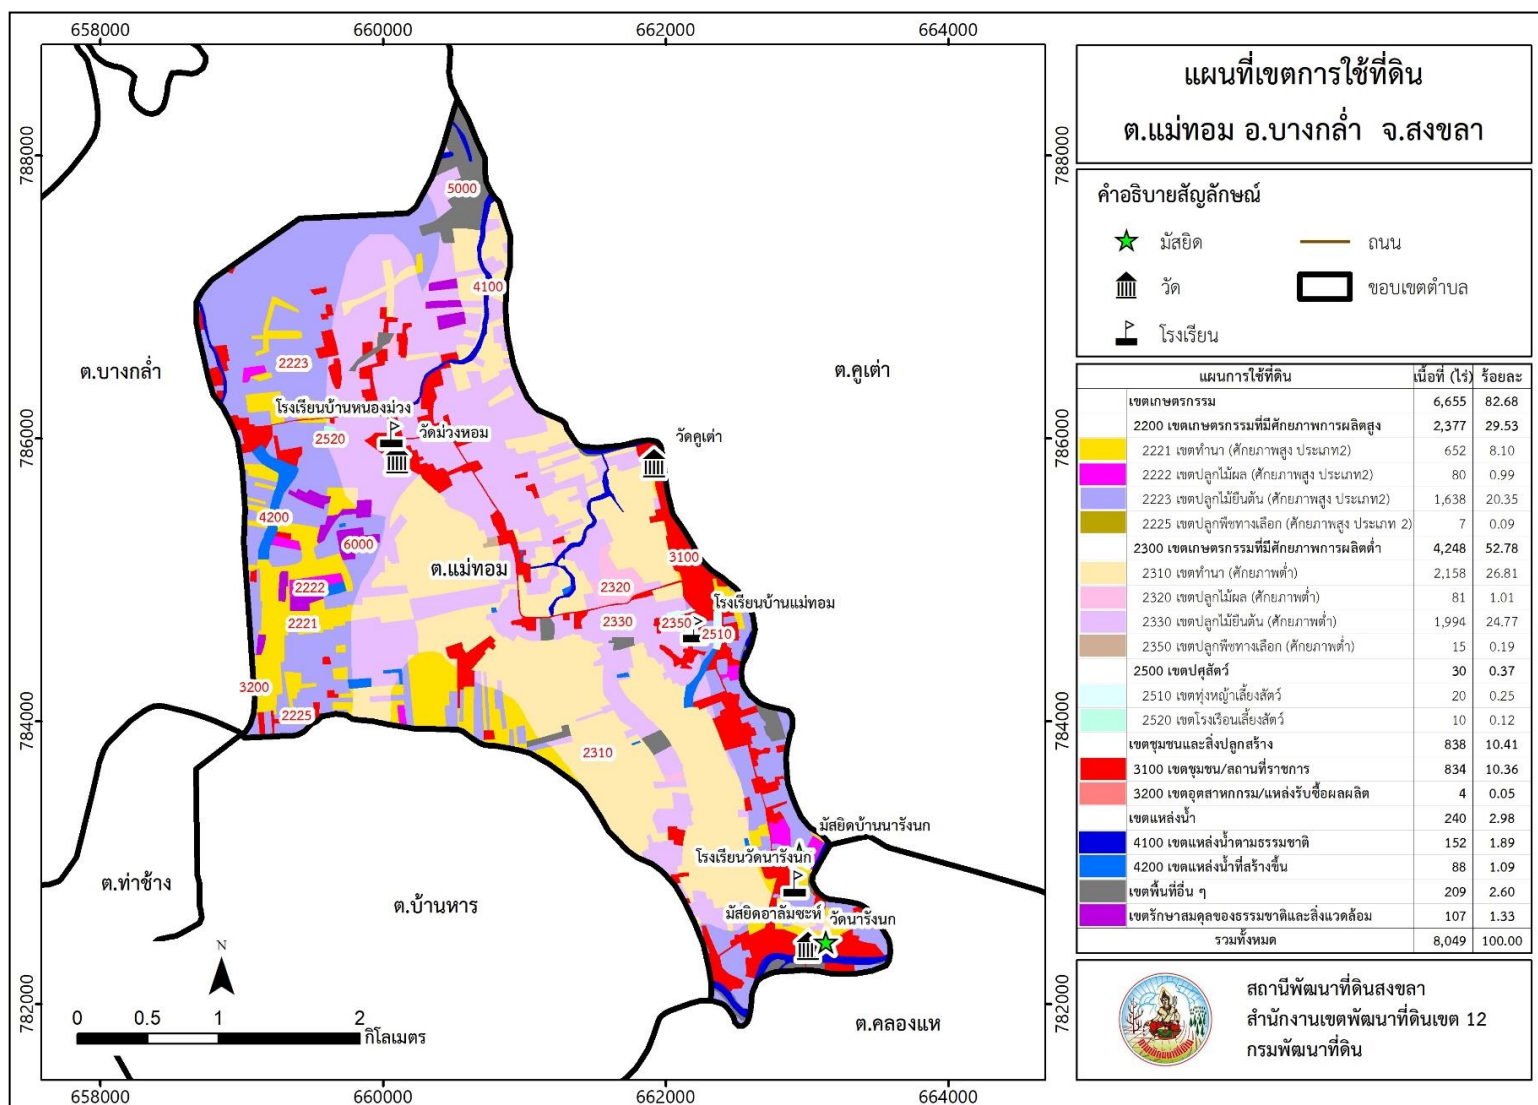 658000
660000
662000
664000
788000
786000
784000
782000
788000
786000
784000
782000
658000
660000
662000
664000
5000
4100
2223
ต.บางกล่ำ
ต.คูเต่า
โรงเรียนบ้านหนองม่วง
2520
วัดม่วงหอม
วัดคูเต่า
4200
6000
3100
ต.แม่ทอม
2222
2320
2221
โรงเรียนบ้านแม่ทอม
2330
2350
2510
3200
2225
2310
มัสยิดบ้านนารังนก
โรงเรียนวัดนารังนก
มัสยิดอาลัมซะห์
วัดนารังนก
ต.ท่าช้าง
ต.บ้านหาร
ต.คลองแห
N
0 0.5 1 2
กิโลเมตร
แผนที่เขตการใช้ที่ดิน
ต.แม่ทอม อ.บางกล่ำ จ.สงขลา
คำอธิบายสัญลักษณ์
มัสยิด
ถนน
วัด
ขอบเขตตำบล
โรงเรียน
แผนการใช้ที่ดิน เนื้อที่ (ไร่) ร้อยละ
เขตเกษตรกรรม 6,655 82.68
2200 เขตเกษตรกรรมที่มีศักยภาพการผลิตสูง 2,377 29.53
2221 เขตทำนา (ศักยภาพสูง ประเภท2) 652 8.10
2222 เขตปลูกไม้ผล (ศักยภาพสูง ประเภท2) 80 0.99
2223 เขตปลูกไม้ยืนต้น (ศักยภาพสูง ประเภท2) 1,638 20.35
2225 เขตปลูกพืชทางเลือก (ศักยภาพสูง ประเภท 2) 7 0.09
2300 เขตเกษตรกรรมที่มีศักยภาพการผลิตต่ำ 4,248 52.78
2310 เขตทำนา (ศักยภาพต่ำ) 2,158 26.81
2320 เขตปลูกไม้ผล (ศักยภาพต่ำ) 81 1.01
2330 เขตปลูกไม้ยืนต้น (ศักยภาพต่ำ) 1,994 24.77
2350 เขตปลูกพืชทางเลือก (ศักยภาพต่ำ) 15 0.19
2500 เขตปศุสัตว์ 30 0.37
2510 เขตทุ่งหญ้าเลี้ยงสัตว์ 20 0.25
2520 เขตโรงเรือนเลี้ยงสัตว์ 10 0.12
เขตชุมชนและสิ่งปลูกสร้าง 838 10.41
3100 เขตชุมชน/สถานที่ราชการ 834 10.36
3200 เขตอุตสาหกกรม/แหล่งรับซื้อผลผลิต 4 0.05
เขตแหล่งน้ำ 240 2.98
4100 เขตแหล่งน้ำตามธรรมชาติ 152 1.89
4200 เขตแหล่งน้ำที่สร้างขึ้น 88 1.09
เขตพื้นที่อื่น ๆ 209 2.60
เขตรักษาสมดุลของธรรมชาติและสิ่งแวดล้อม 107 1.33
รวมทั้งหมด 8,049 100.00
สถานีพัฒนาที่ดินสงขลา
สำนักงานเขตพัฒนาที่ดินเขต 12
กรมพัฒนาที่ดิน